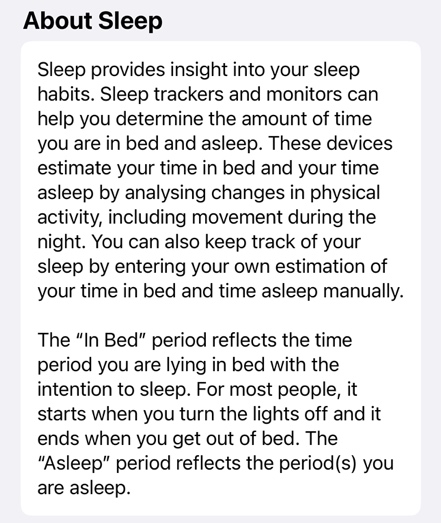 About Sleep
Sleep provides insight into your sleep
habits. Sleep trackers and monitors can
help you determine the amount of time
you are in bed and asleep. These devices
estimate your time in bed and your time
asleep by analysing changes in physical
activity, including movement during the
night. You can also keep track of your
sleep by entering your own estimation of
your time in bed and time asleep manually.
The “In Bed” period reflects the time
period you are lying in bed with the
intention to sleep. For most people, it
starts when you turn the lights off and it
ends when you get out of bed. The
“Asleep” period reflects the period(s) you
are asleep.